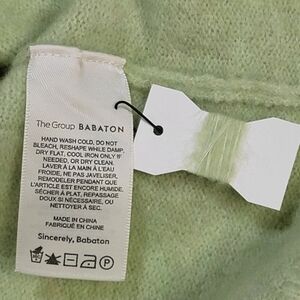 The Group BABATON
HAND WASH COLD, DO NOT
BLEACH, RESHAPE WHILE DAMP,
DRY FLAT, COOL IRON ONLY IF
NEEDED, OR DRY CLEAN.
LAVER À LA MAIN À L'EAU
FROIDE, NE PAS JAVELISER,
REMODELER PENDANT QUE
L'ARTICLE EST ENCORE HUMIDE,
SÉCHER À PLAT, REPASSAGE
DOUX SI NÉCESSAIRE, OU
NETTOYER À SEC.
MADE IN CHINA
FABRIQUÉ EN CHINE
Sincerely, Babaton